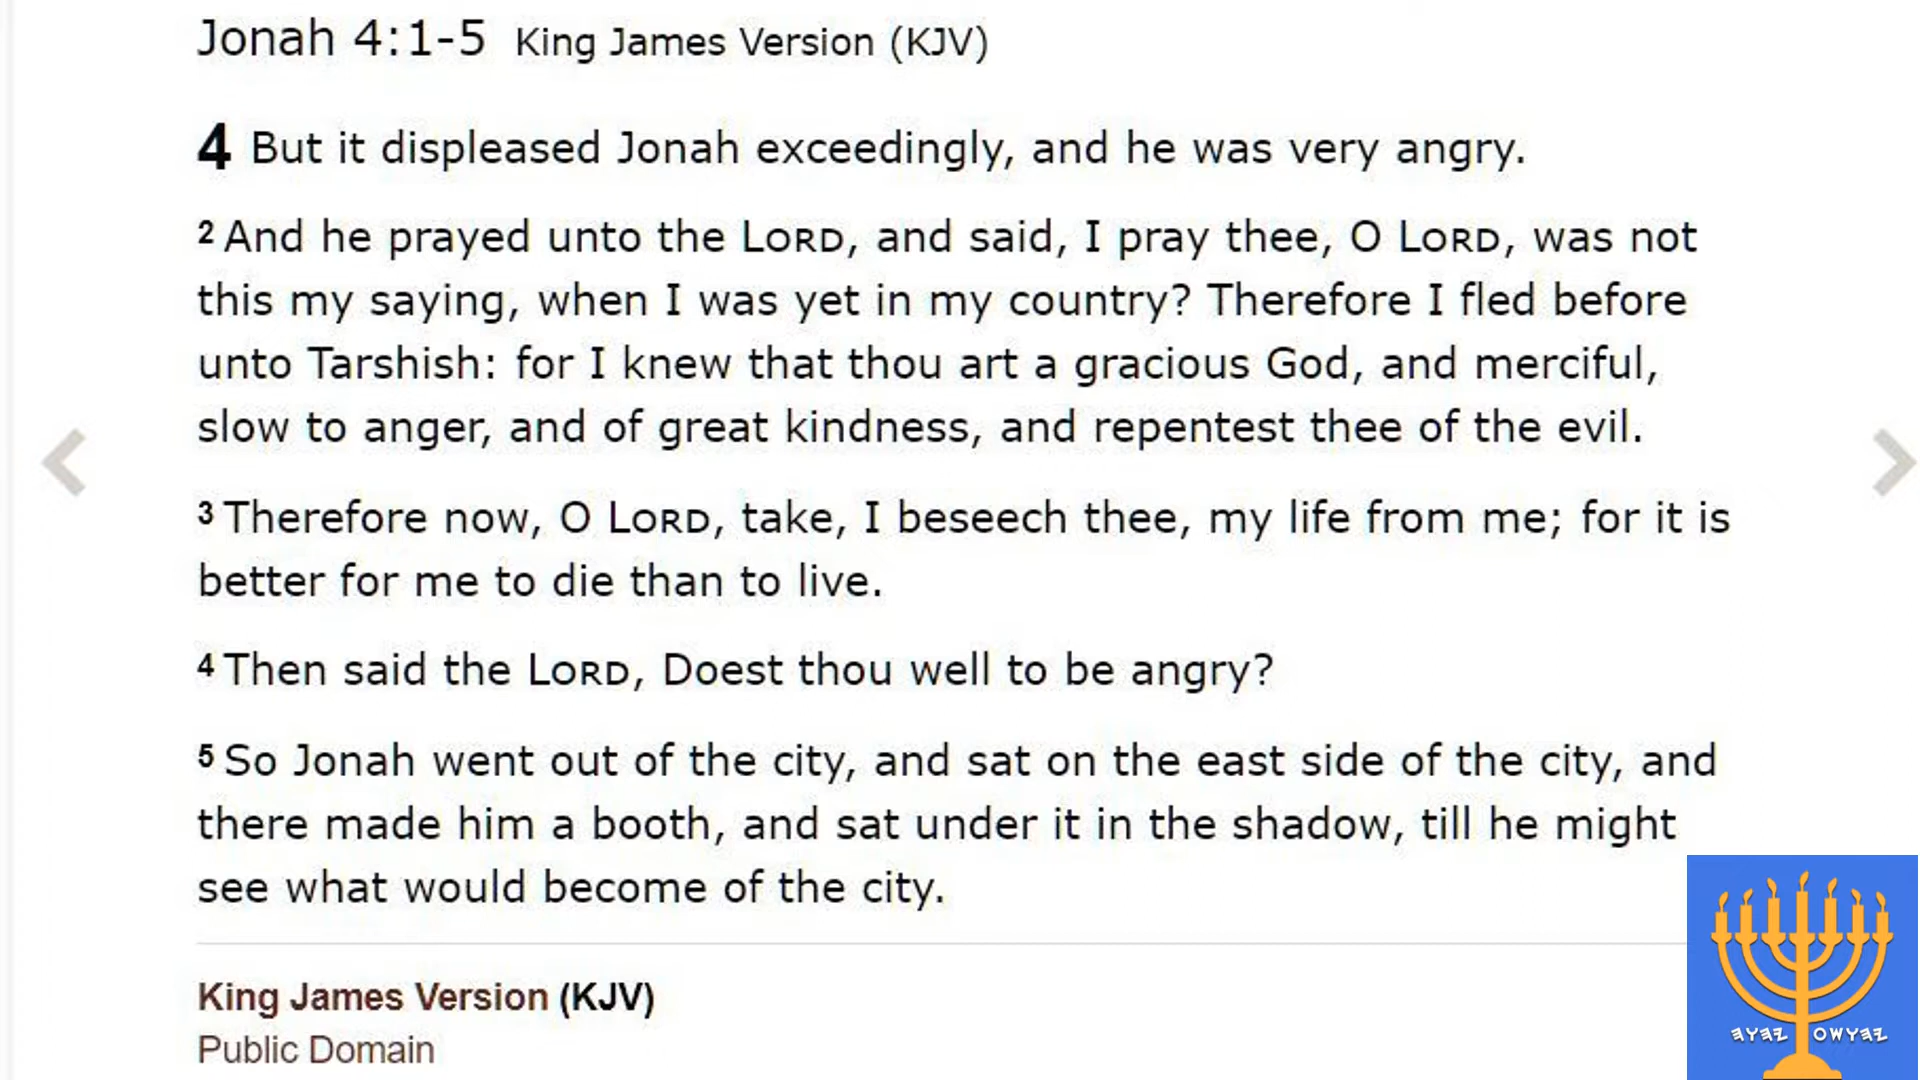 Jonah 4:1-5 King James Version (KJV)
4 But it displeased Jonah exceedingly, and he was very angry.
2 And he prayed unto the LORD, and said, I pray thee, O LORD, was not
this my saying, when I was yet in my country? Therefore I fled before
unto Tarshish: for I knew that thou art a gracious God, and merciful,
slow to anger, and of great kindness, and repentest thee of the evil.
3 Therefore now, O LORD, take, I beseech thee, my life from me; for it is
better for me to die than to live.
4 Then said the LORD, Doest thou well to be angry?
5 So Jonah went out of the city, and sat on the east side of the city, and
there made him a booth, and sat under it in the shadow, till he might
see what would become of the city.
King James Version (KJV)
Public Domain